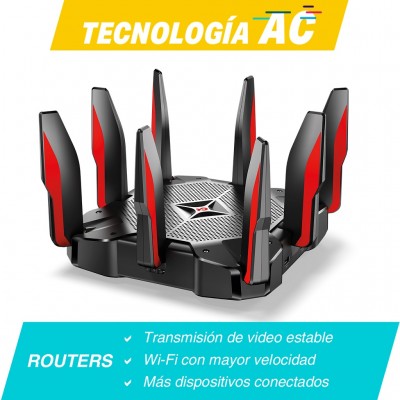 TECNOLOGÍA AC
Transmisión de video estable
ROUTERS
Wi-Fi con mayor velocidad
Más dispositivos conectados